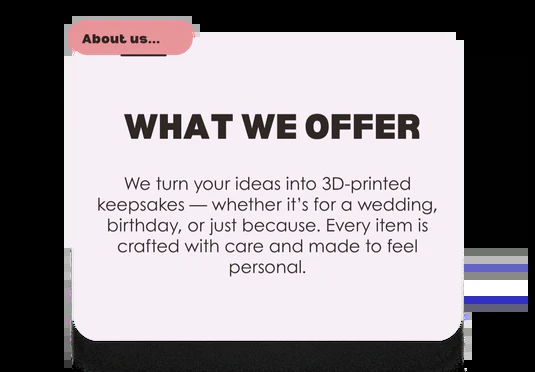 About us...
WHAT WE OFFER
We turn your ideas into 3D-printed
keepsakes — whether it's for a wedding,
birthday, or just because. Every item is
crafted with care and made to feel
personal.